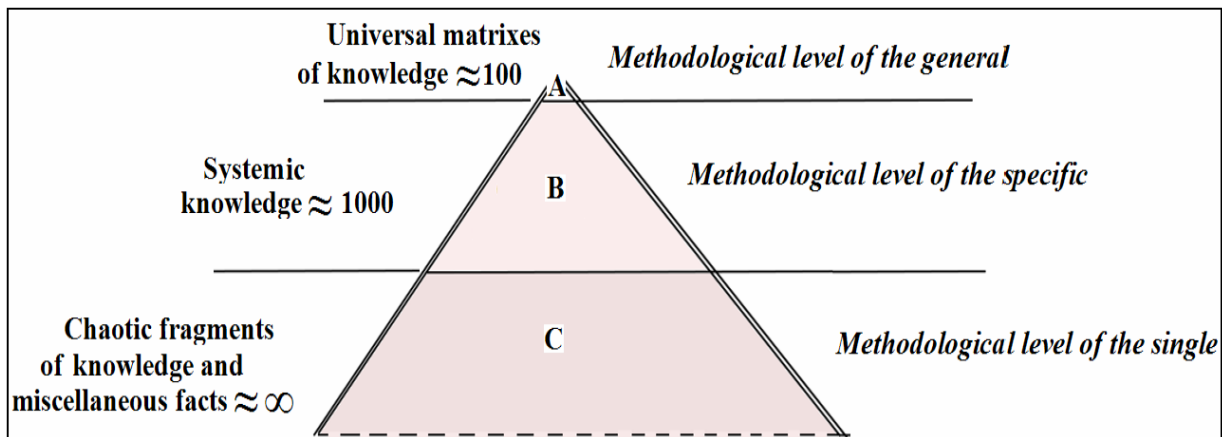 Universal matrixes
of knowledge ≈100
Methodological level of the general
A
Systemic
knowledge ≈ 1000
B
Methodological level of the specific
Chaotic fragments
of knowledge and
miscellaneous facts ≈ ∞
C
Methodological level of the single